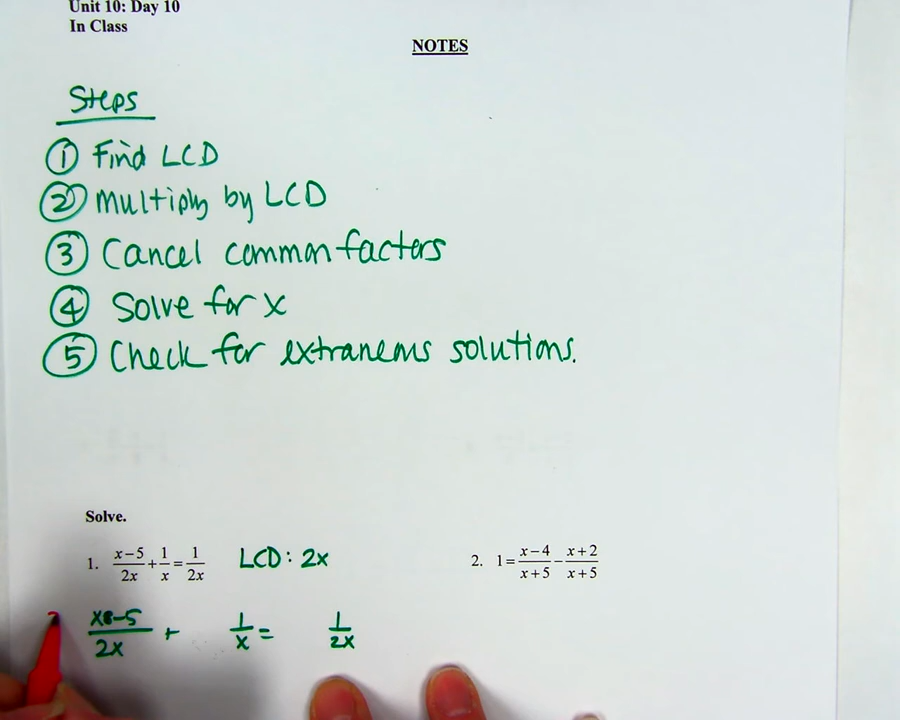 Unit 10: Day 10
In Class
NOTES
Steps
① Find LCD
② Multiply by LCD
③ Cancel common factors
④ Solve for x
⑤ Check for extraneous solutions.
Solve.
1. (x-5)/(2x) + 1/x = 1/(2x) LCD: 2x
2. 1 = (x-4)/(x+5) - (x+2)/(x+5)
(x-5)/(2x) + 1/x = 1/(2x)